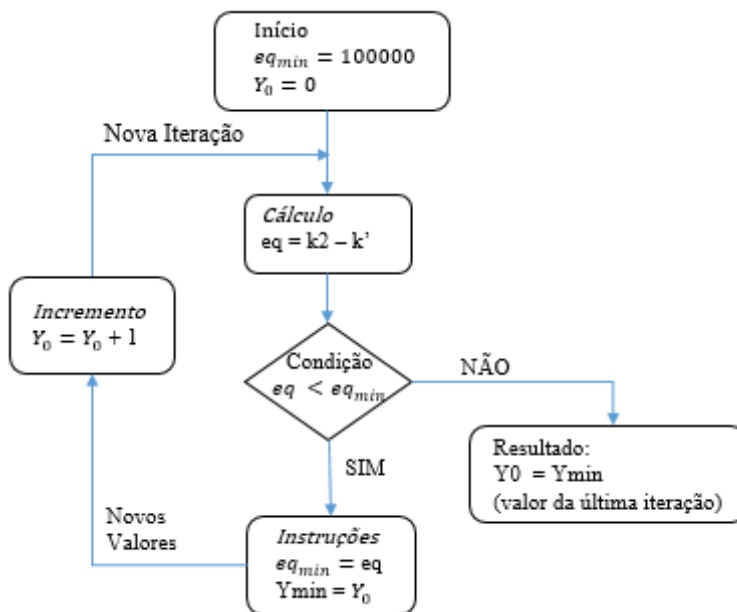 Início
eq_min = 100000
Y_0 = 0
Nova Iteração
Cálculo
eq = k2 – k’
Incremento
Y_0 = Y_0 + 1
Condição
eq < eq_min
NÃO
Resultado:
Y0 = Ymin
(valor da última iteração)
SIM
Novos
Valores
Instruções
eq_min = eq
Ymin = Y_0